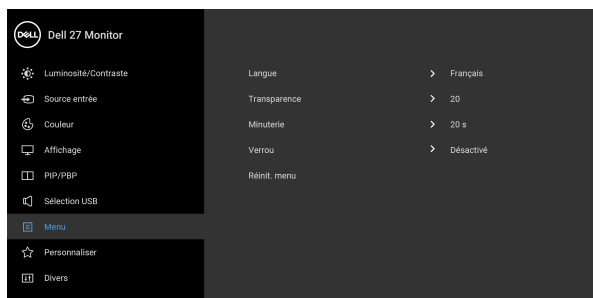 DELL Dell 27 Monitor
Luminosité/Contraste
Source entrée
Couleur
Affichage
PIP/PBP
Sélection USB
Menu
Personnaliser
Divers
Langue Français
Transparence 20
Minuterie 20 s
Verrou Désactivé
Réinit. menu